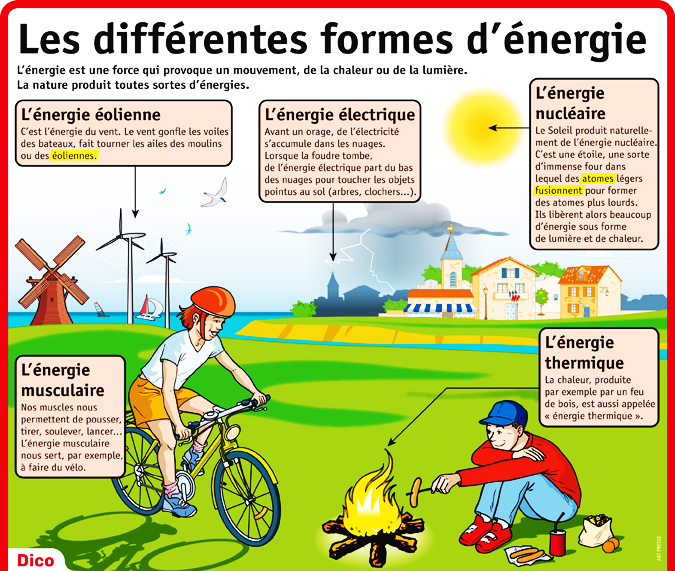 Les différentes formes d'énergie
L'énergie est une force qui provoque un mouvement, de la chaleur ou de la lumière.
La nature produit toutes sortes d'énergies.
L'énergie éolienne
C'est l'énergie du vent. Le vent gonfle les voiles
des bateaux, fait tourner les ailes des moulins
ou des éoliennes.
L'énergie électrique
Avant un orage, de l'électricité
s'accumule dans les nuages.
Lorsque la foudre tombe,
de l'énergie électrique part du bas
des nuages pour toucher les objets
pointus au sol (arbres, clochers...).
L'énergie
nucléaire
Le Soleil produit naturelle-
ment de l'énergie nucléaire.
C'est une étoile, une sorte
d'immense four dans
lequel des atomes légers
fusionnent pour former
des atomes plus lourds.
Ils libèrent alors beaucoup
d'énergie sous forme
de lumière et de chaleur.
L'énergie
musculaire
Nos muscles nous
permettent de pousser,
tirer, soulever, lancer...
L'énergie musculaire
nous sert, par exemple,
à faire du vélo.
L'énergie
thermique
La chaleur, produite
par exemple par un feu
de bois, est aussi appelée
« énergie thermique ».
Dico
ART PRESSE